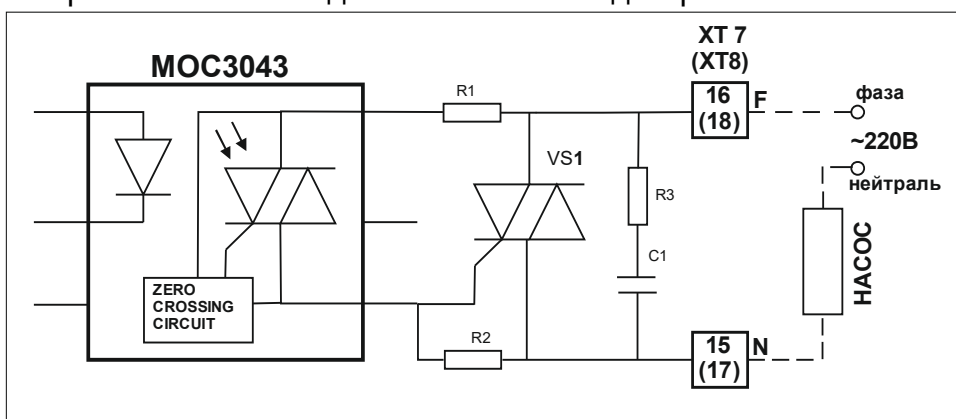 XT 7
(XT8)
MOC3043
R1
16
(18)
F
фаза
~220В
нейтраль
VS1
R3
C1
НАСОС
ZERO
CROSSING
CIRCUIT
R2
15
(17)
N